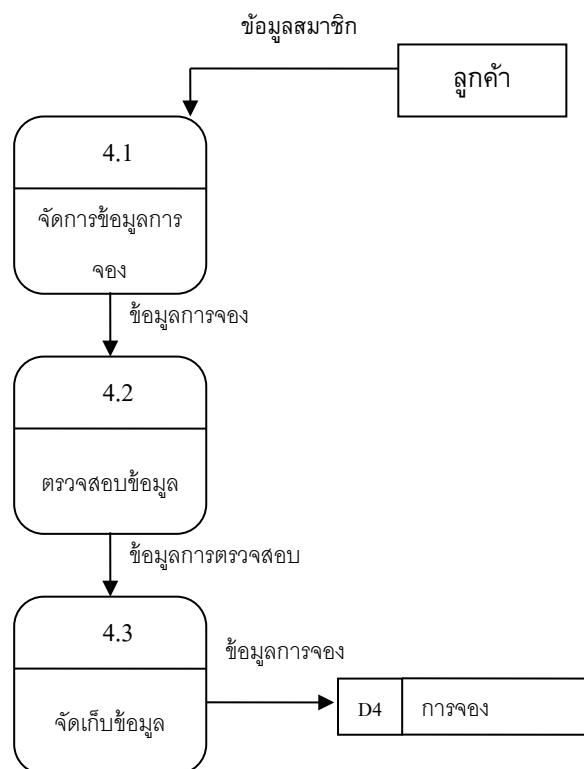 ข้อมูลสมาชิก
ลูกค้า
4.1
จัดการข้อมูลการ
จอง
ข้อมูลการจอง
4.2
ตรวจสอบข้อมูล
ข้อมูลการตรวจสอบ
4.3
จัดเก็บข้อมูล
ข้อมูลการจอง
D4 การจอง